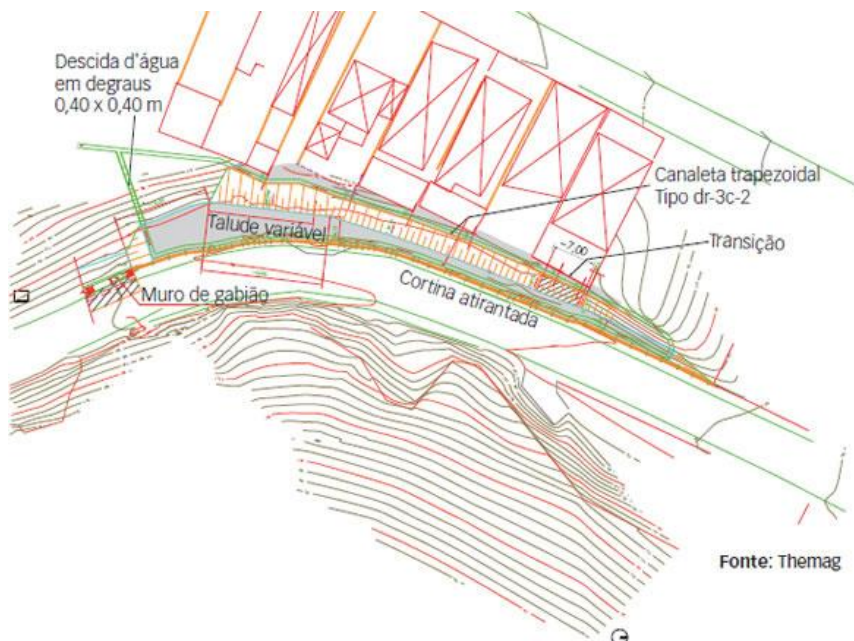 Descida d'água
em degraus
0,40 x 0,40 m
Canaleta trapezoidal
Tipo dr-3c-2
Talude variável
~7,00
Transição
Cortina atirantada
Muro de gabião
Fonte: Themag